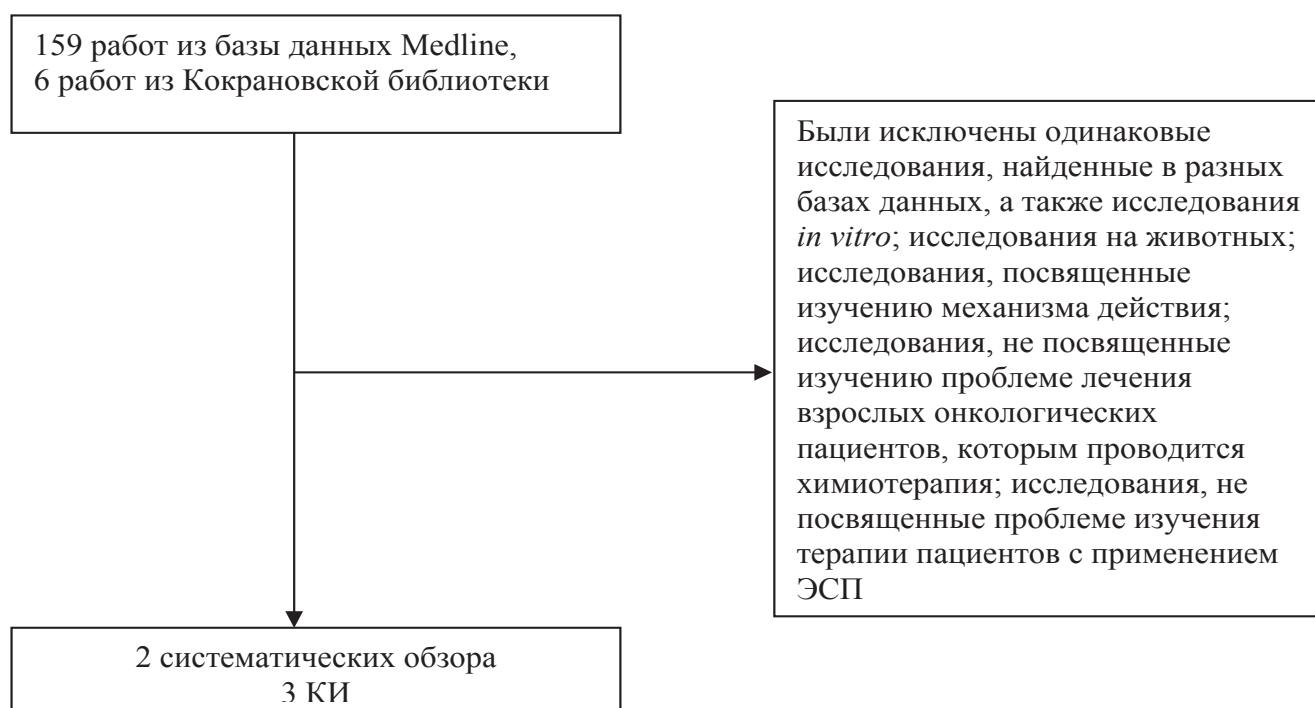 159 работ из базы данных Medline,
6 работ из Кокрановской библиотеки
Были исключены одинаковые
исследования, найденные в разных
базах данных, а также исследования
in vitro; исследования на животных;
исследования, посвященные
изучению механизма действия;
исследования, не посвященные
изучению проблеме лечения
взрослых онкологических
пациентов, которым проводится
химиотерапия; исследования, не
посвященные проблеме изучения
терапии пациентов с применением
ЭСП
2 систематических обзора
3 КИ